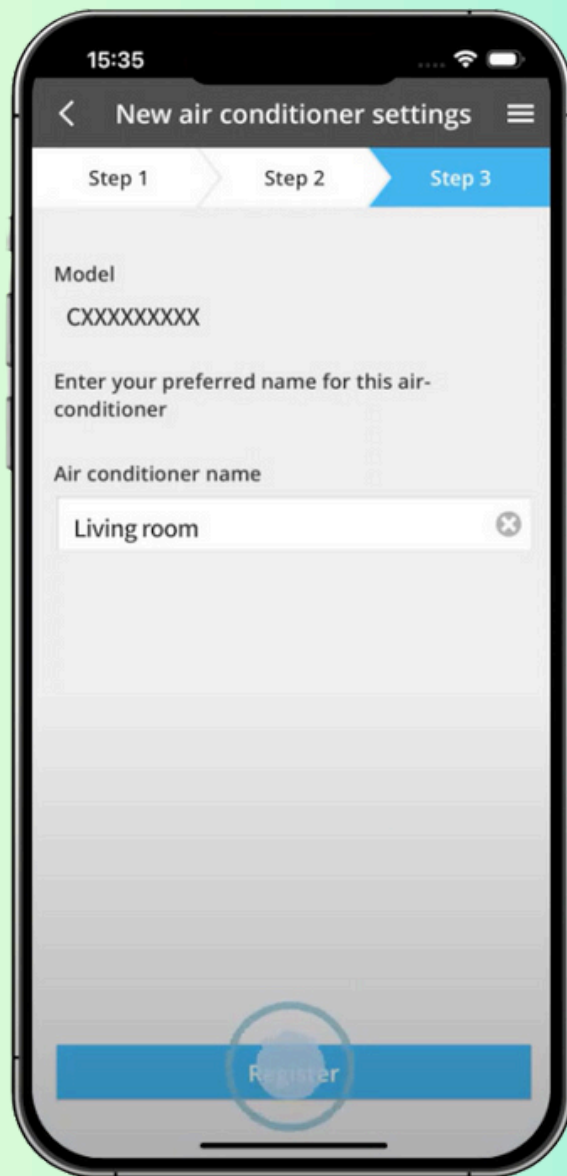 15:35
New air conditioner settings
Step 1 Step 2 Step 3
Model
CXXXXXXXXX
Enter your preferred name for this air-
conditioner
Air conditioner name
Living room
Register